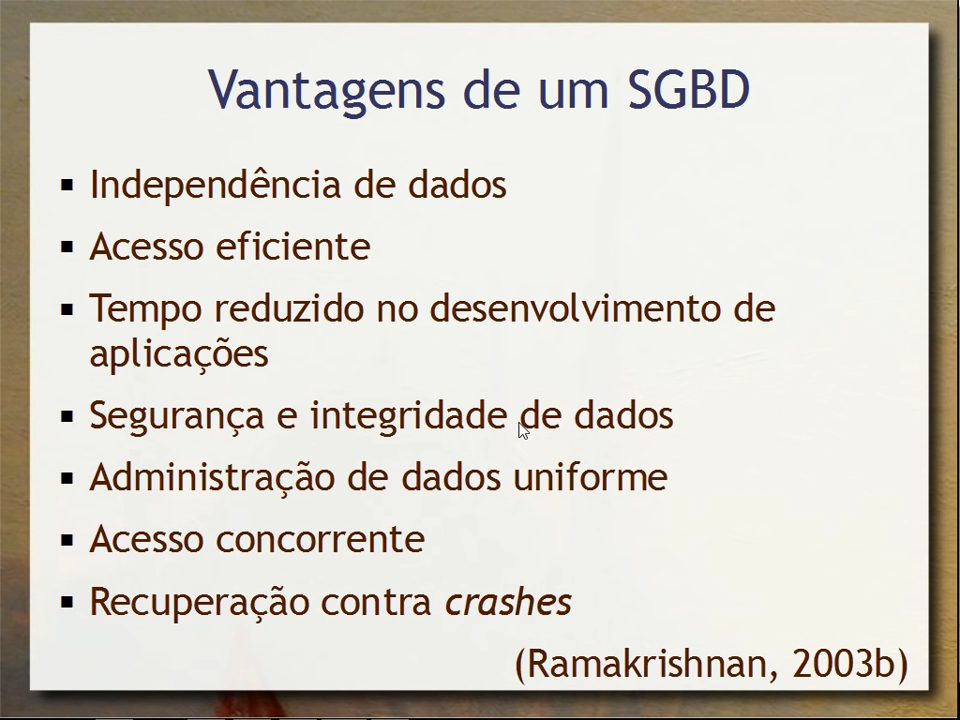 Vantagens de um SGBD
Independência de dados
Acesso eficiente
Tempo reduzido no desenvolvimento de
aplicações
Segurança e integridade de dados
Administração de dados uniforme
Acesso concorrente
Recuperação contra crashes
(Ramakrishnan, 2003b)